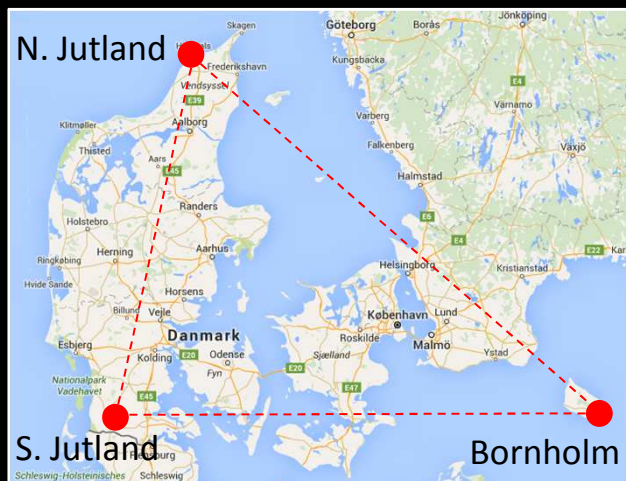 Skagen
Göteborg
Borås
Jönköping
N. Jutland
Frederikshavn
Kungsbacka
E4
Vendsyssel
E39
Värnamo
Klitmøller
Aalborg
Varberg
Thisted
E45
Falkenberg
Växjö
Aars
Halmstad
Randers
E6
Holstebro
E4
E22
Ringkøbing
Herning
Aarhus
Helsingborg
Kristianstad
Hvide Sande
Horsens
Billund
Vejle
København
Lund
Danmark
Roskilde
Malmö
Esbjerg
Kolding
Odense
E20
Sjælland
Ystad
Fyn
E20
Nationalpark
Vadehavet
E45
E47
S. Jutland
Bornholm
Flensburg
Schleswig-Holsteinisches
Schleswig